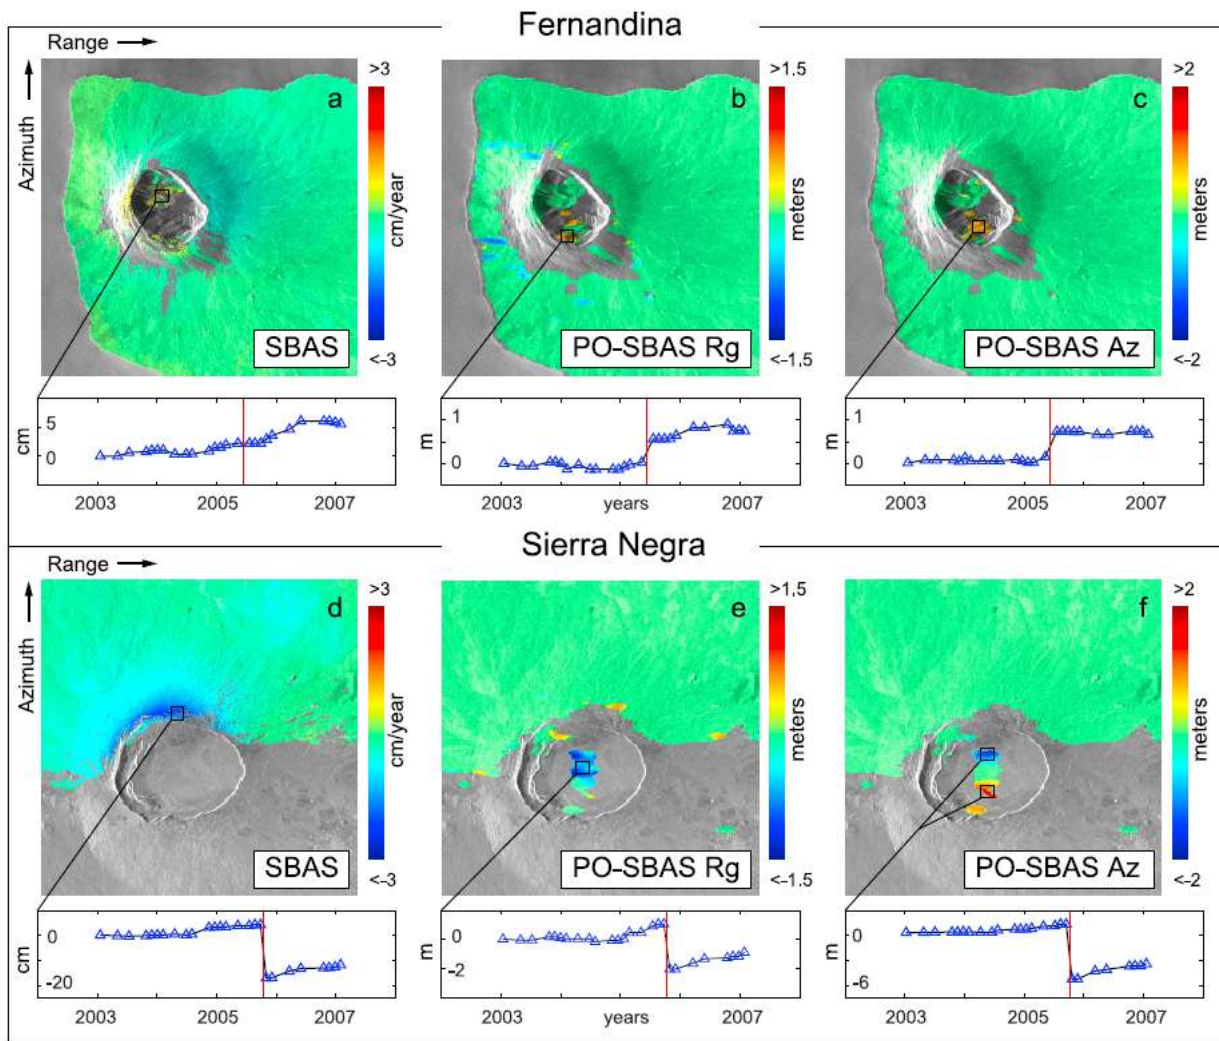 Fernandina
Range
Azimuth
a
>3
cm/year
<-3
SBAS
b
>1.5
meters
<-1.5
PO-SBAS Rg
c
>2
meters
<-2
PO-SBAS Az
cm
5
0
2003 2005 2007
m
1
0
2003 years 2007
m
1
0
2003 2005 2007
Sierra Negra
Range
Azimuth
d
>3
cm/year
<-3
SBAS
e
>1.5
meters
<-1.5
PO-SBAS Rg
f
>2
meters
<-2
PO-SBAS Az
cm
0
-20
2003 2005 2007
m
0
-2
2003 years 2007
m
0
-6
2003 2005 2007